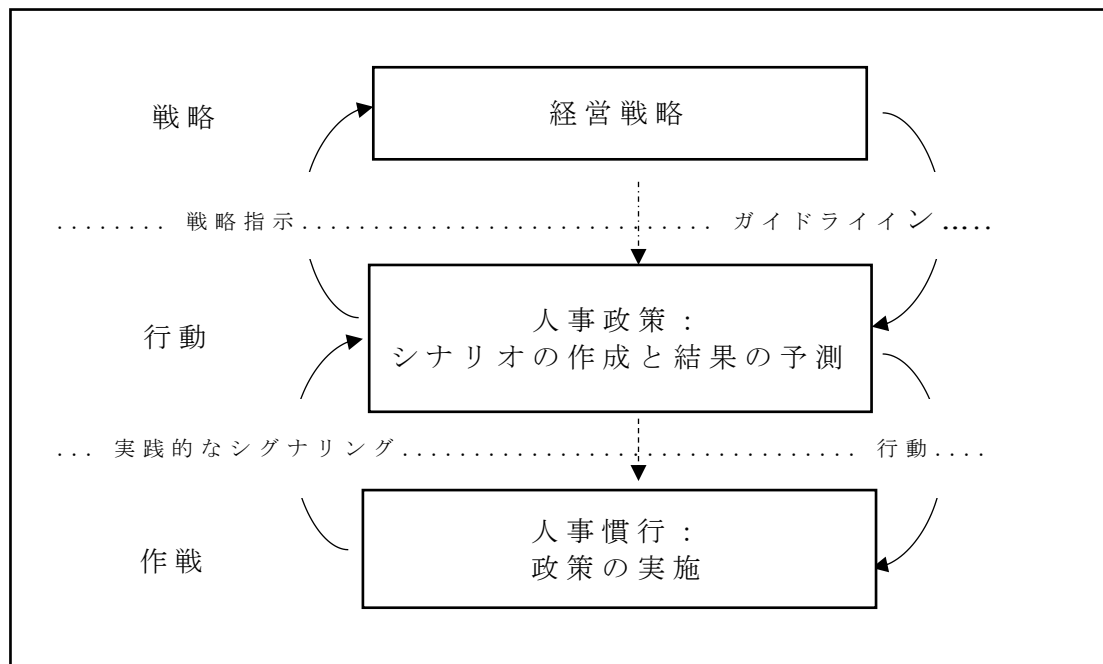 戦略
経営戦略
........ 戦略指示................................ ガイドライイン.....
行動
人事政策：
シナリオの作成と結果の予測
... 実践的なシグナリング.................................. 行動....
作戦
人事慣行：
政策の実施